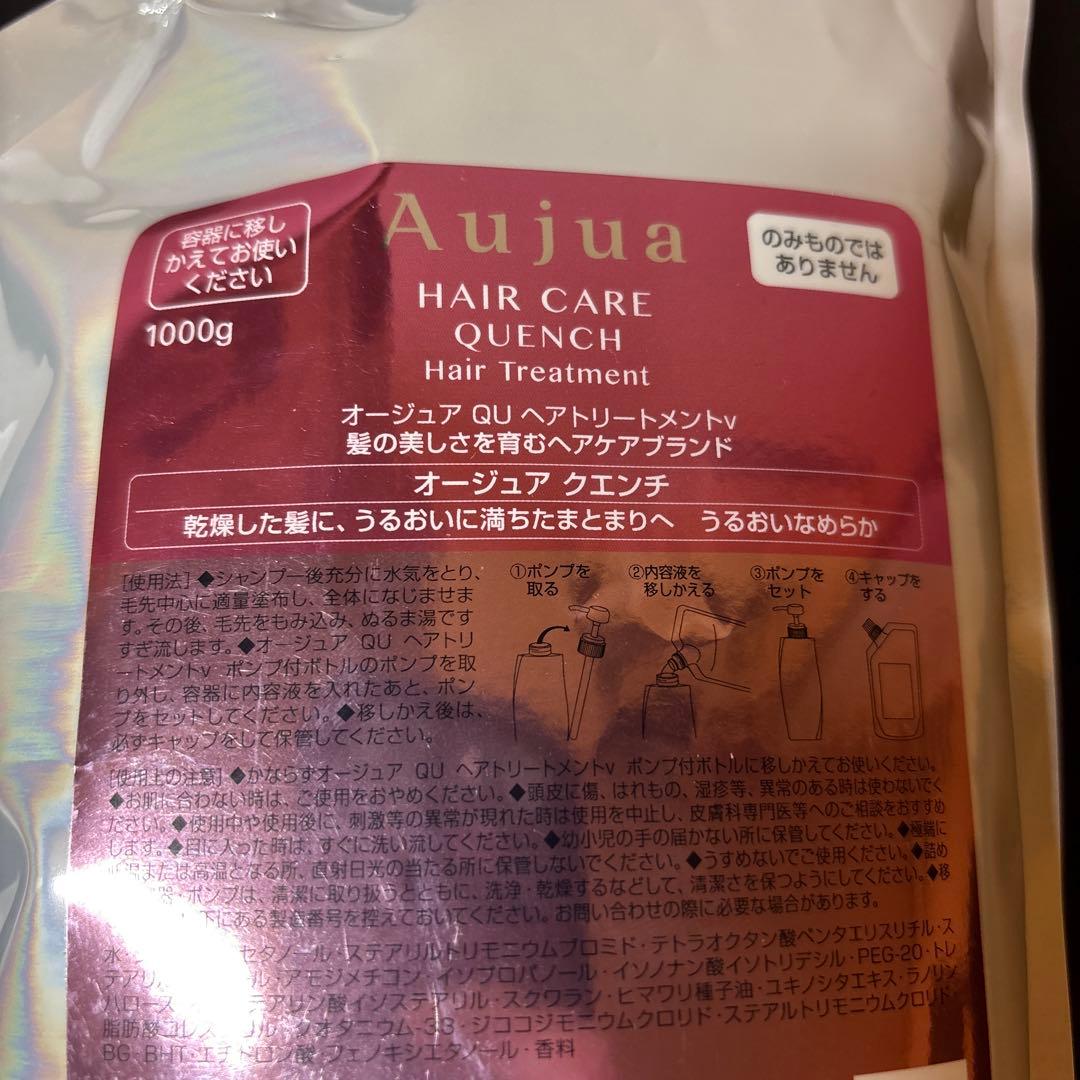 容器に移し
かえてお使い
ください
1000g
Aujua
のみものでは
ありません
HAIR CARE
QUENCH
Hair Treatment
オージュア QU ヘアトリートメントv
髪の美しさを育むヘアケアブランド
オージュア クエンチ
乾燥した髪に、うるおいに満ちたまとまりへ うるおいなめらか
[使用法]◆シャンプー後充分に水気をとり、
毛先中心に適量塗布し、全体になじませま
す。その後、毛先をもみ込み、ぬるま湯です
すぎ流します。◆オージュア QU ヘアトリ
ートメントv ポンプ付ボトルのポンプを取
り外し、容器に内容液を入れたあと、ポン
プをセットしてください。◆移しかえ後は、
必ずキャップをして保管してください。
①ポンプを
取る
②内容液を
移しかえる
③ポンプを
セット
④キャップを
する
[使用上の注意]◆かならずオージュア QU ヘアトリートメントv ポンプ付ボトルに移しかえてお使いください。
◆お肌に合わない時は、ご使用をおやめください。◆頭皮に傷、はれもの、湿疹等、異常のある時は使わないでく
ださい。◆使用中や使用後に、刺激等の異常が現れた時は使用を中止し、皮膚科専門医等へのご相談をおすすめ
します。◆目に入った時は、すぐに洗い流してください。◆幼小児の手の届かない所に保管してください。◆極端に
低温または高温となる所、直射日光の当たる所に保管しないでください。◆うすめないでご使用ください。◆詰め
器・ポンプは、清潔に取り扱うとともに、洗浄・乾燥するなどして、清潔さを保つようにしてください。◆移
下にある製造番号を控えておいてください。お問い合わせの際に必要な場合があります。
水・ セタノール・ステアリルトリモニウムブロミド・テトラオクタン酸ペンタエリスリチル・ス
テアリル ル・アモジメチコン・イソプロパノール・イソノナン酸イソトリデシル・PEG-20・トレ
ハロース・ テアリン酸イソステアリル・スクワラン・ヒマワリ種子油・ユキノシタエキス・ラノリン
脂肪酸コレステリル・クオタニウム-33・ジココジモニウムクロリド・ステアルトリモニウムクロリド・
BG・BHT・エチドロン酸・フェノキシエタノール・香料